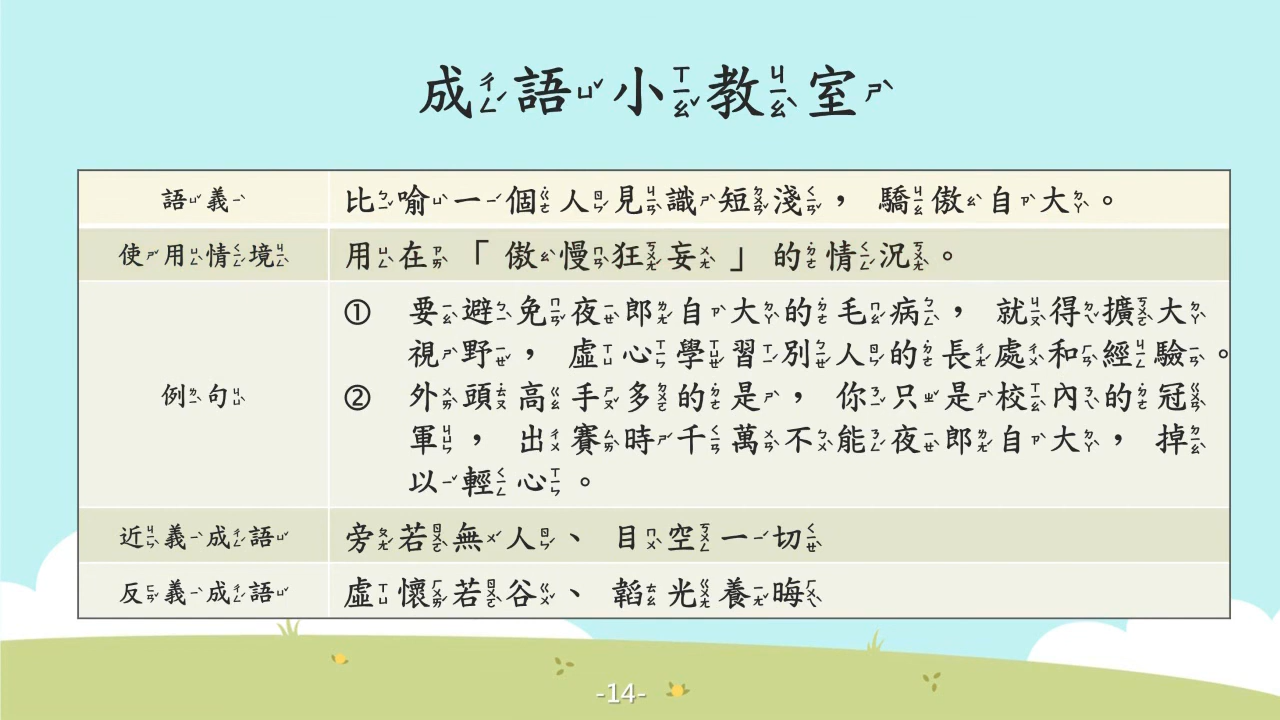 成語小教室
語義 比喻一個人見識短淺，驕傲自大。
使用情境 用在「傲慢狂妄」的情況。
例句
① 要避免夜郎自大的毛病，就得擴大
視野，虛心學習別人的長處和經驗。
② 外頭高手多的是，你只是校內的冠
軍，出賽時千萬不能夜郎自大，掉
以輕心。
近義成語 旁若無人、目空一切
反義成語 虛懷若谷、韜光養晦
-14-